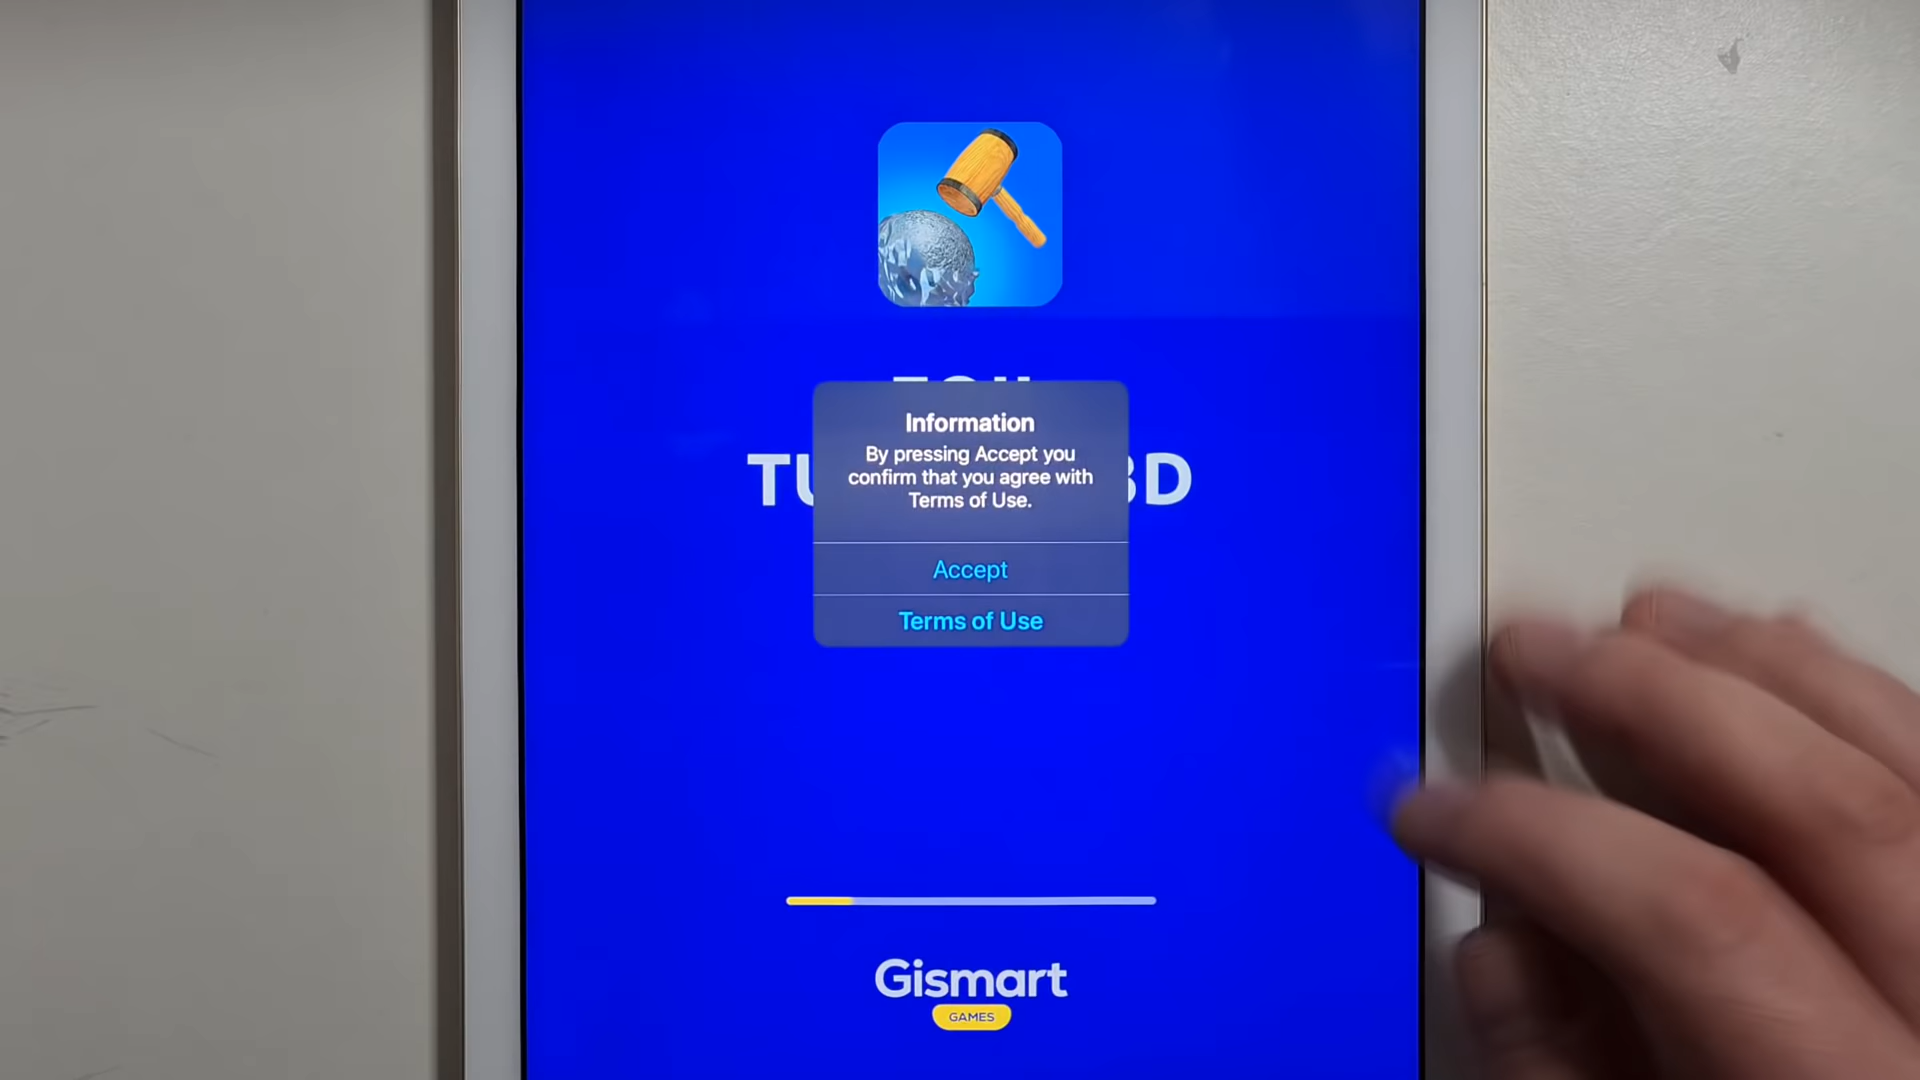 Information
By pressing Accept you
confirm that you agree with
Terms of Use.
3D
Accept
Terms of Use
Gismart
GAMES